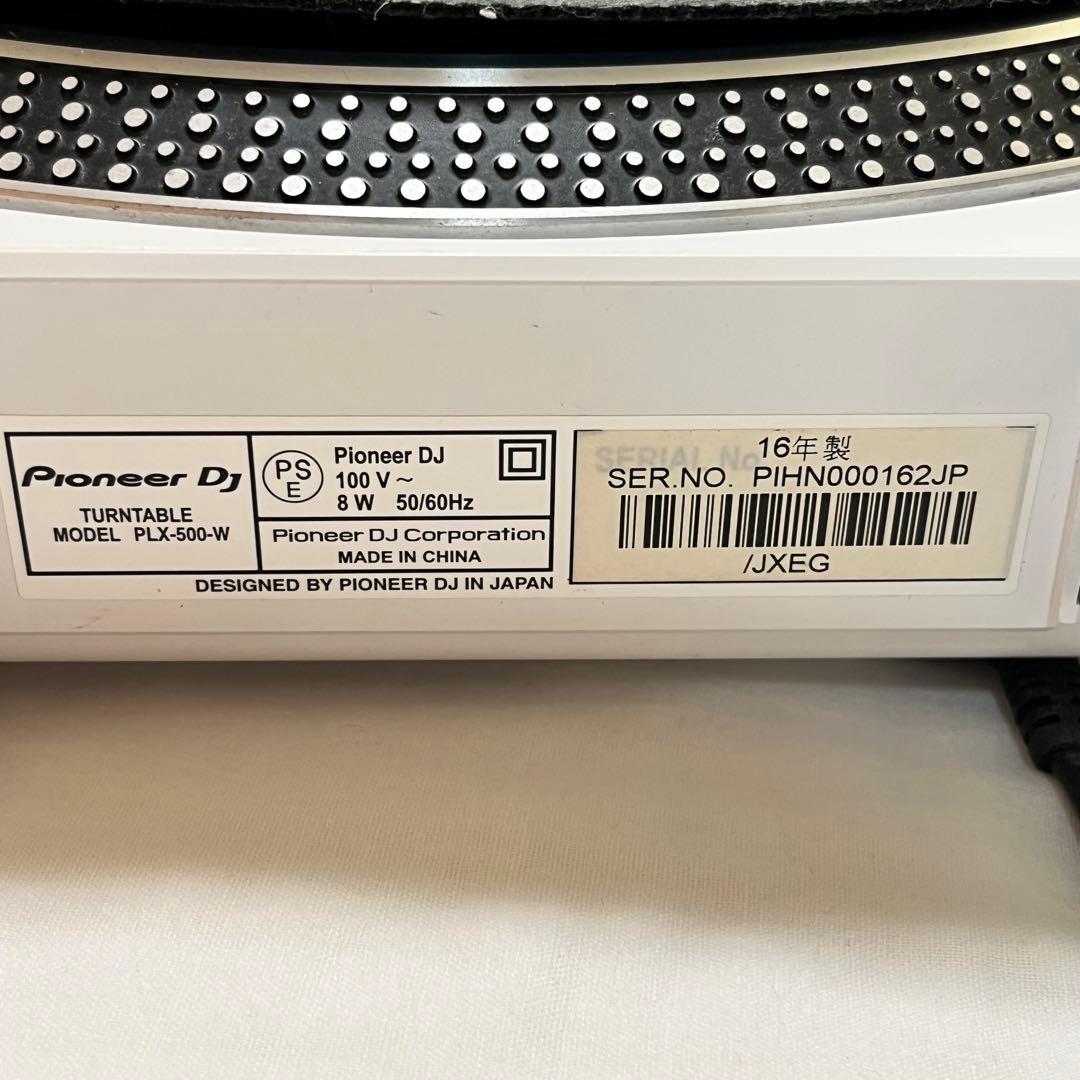 Pioneer Dj
TURNTABLE
MODEL PLX-500-W
PS
E
Pioneer DJ
100 V ~
8 W 50/60Hz
Pioneer DJ Corporation
MADE IN CHINA
DESIGNED BY PIONEER DJ IN JAPAN
SERIAL No.
16年製
SER.NO. PIHN000162JP
/JXEG